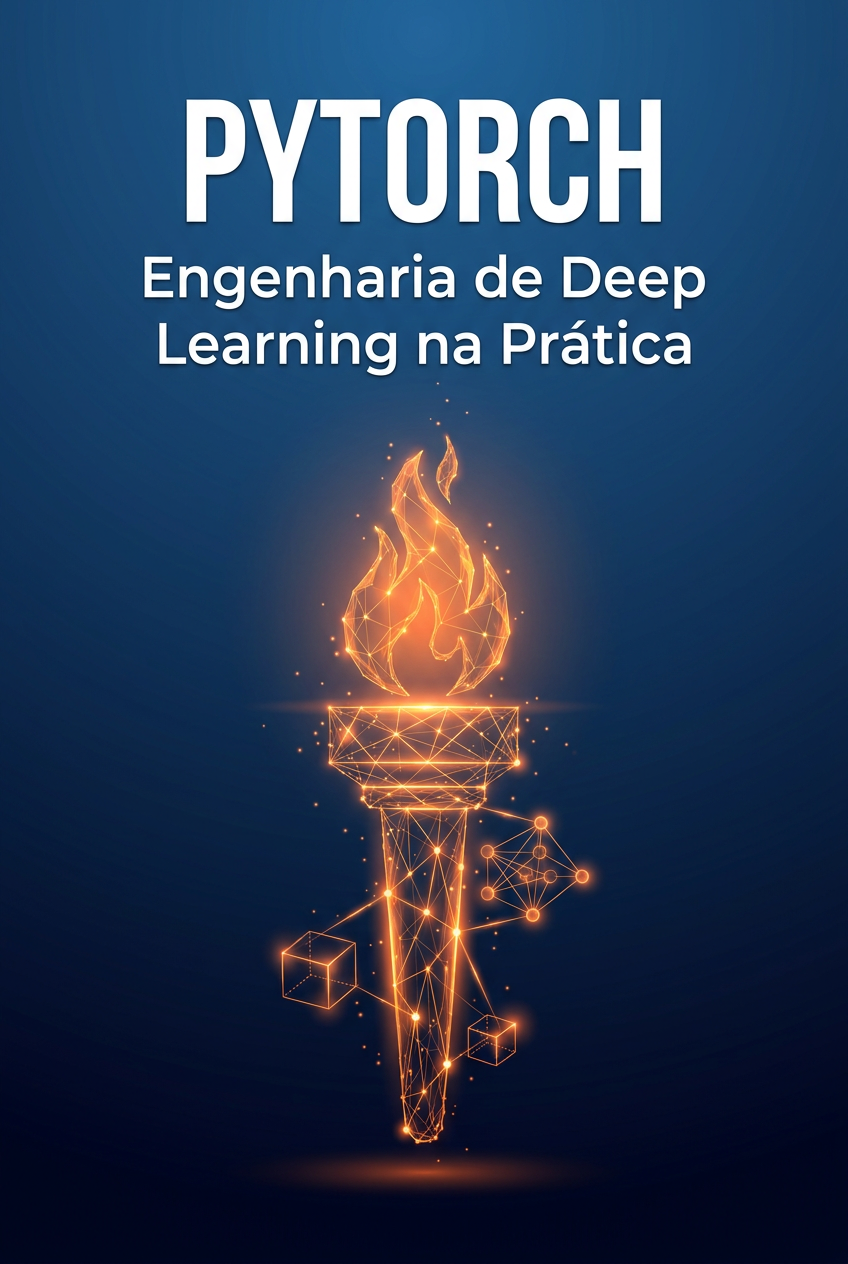 PYTORCH
Engenharia de Deep
Learning na Prática